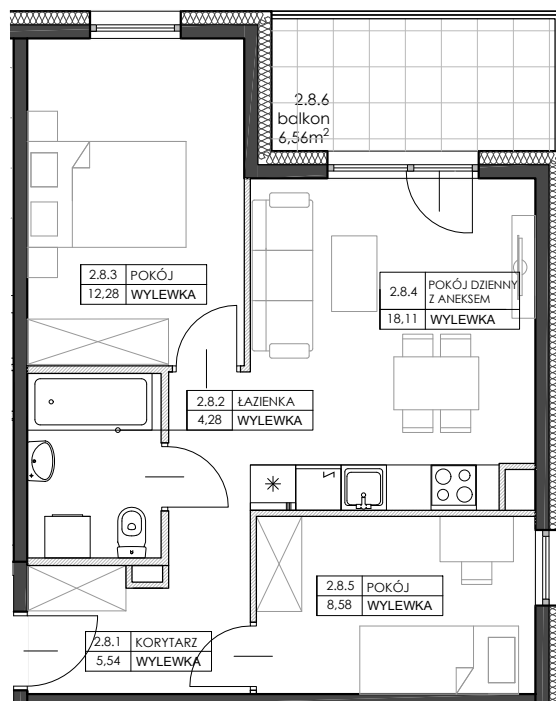 2.8.6
balkon
6,56m²
2.8.3 POKÓJ
12,28 WYLEWKA
2.8.4 POKÓJ DZIENNY
Z ANEKSEM
18,11 WYLEWKA
2.8.2 ŁAZIENKA
4,28 WYLEWKA
2.8.5 POKÓJ
8,58 WYLEWKA
2.8.1 KORYTARZ
5,54 WYLEWKA